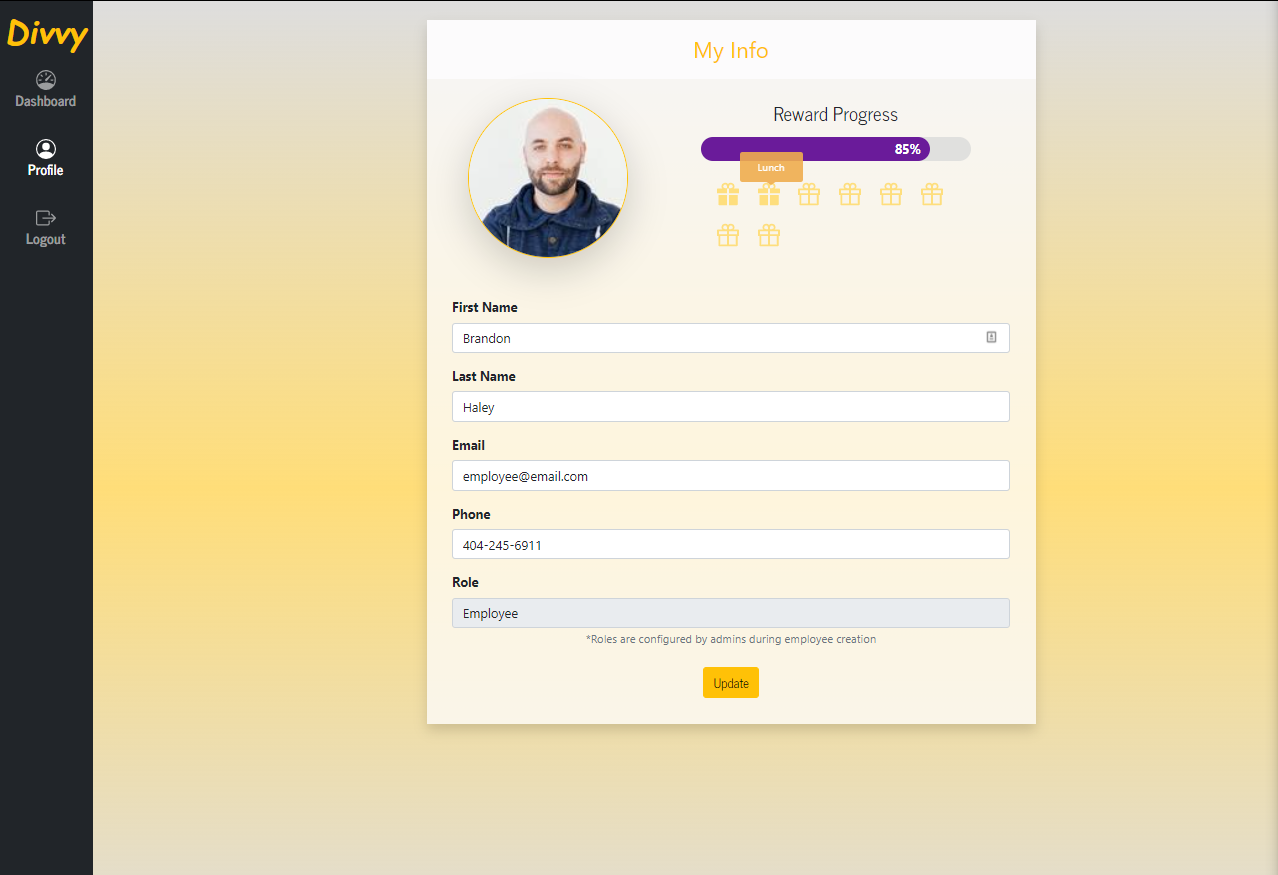 Divvy
Dashboard
Profile
Logout
My Info
Reward Progress
85%
Lunch
First Name
Brandon
Last Name
Haley
Email
employee@email.com
Phone
404-245-6911
Role
Employee
*Roles are configured by admins during employee creation
Update